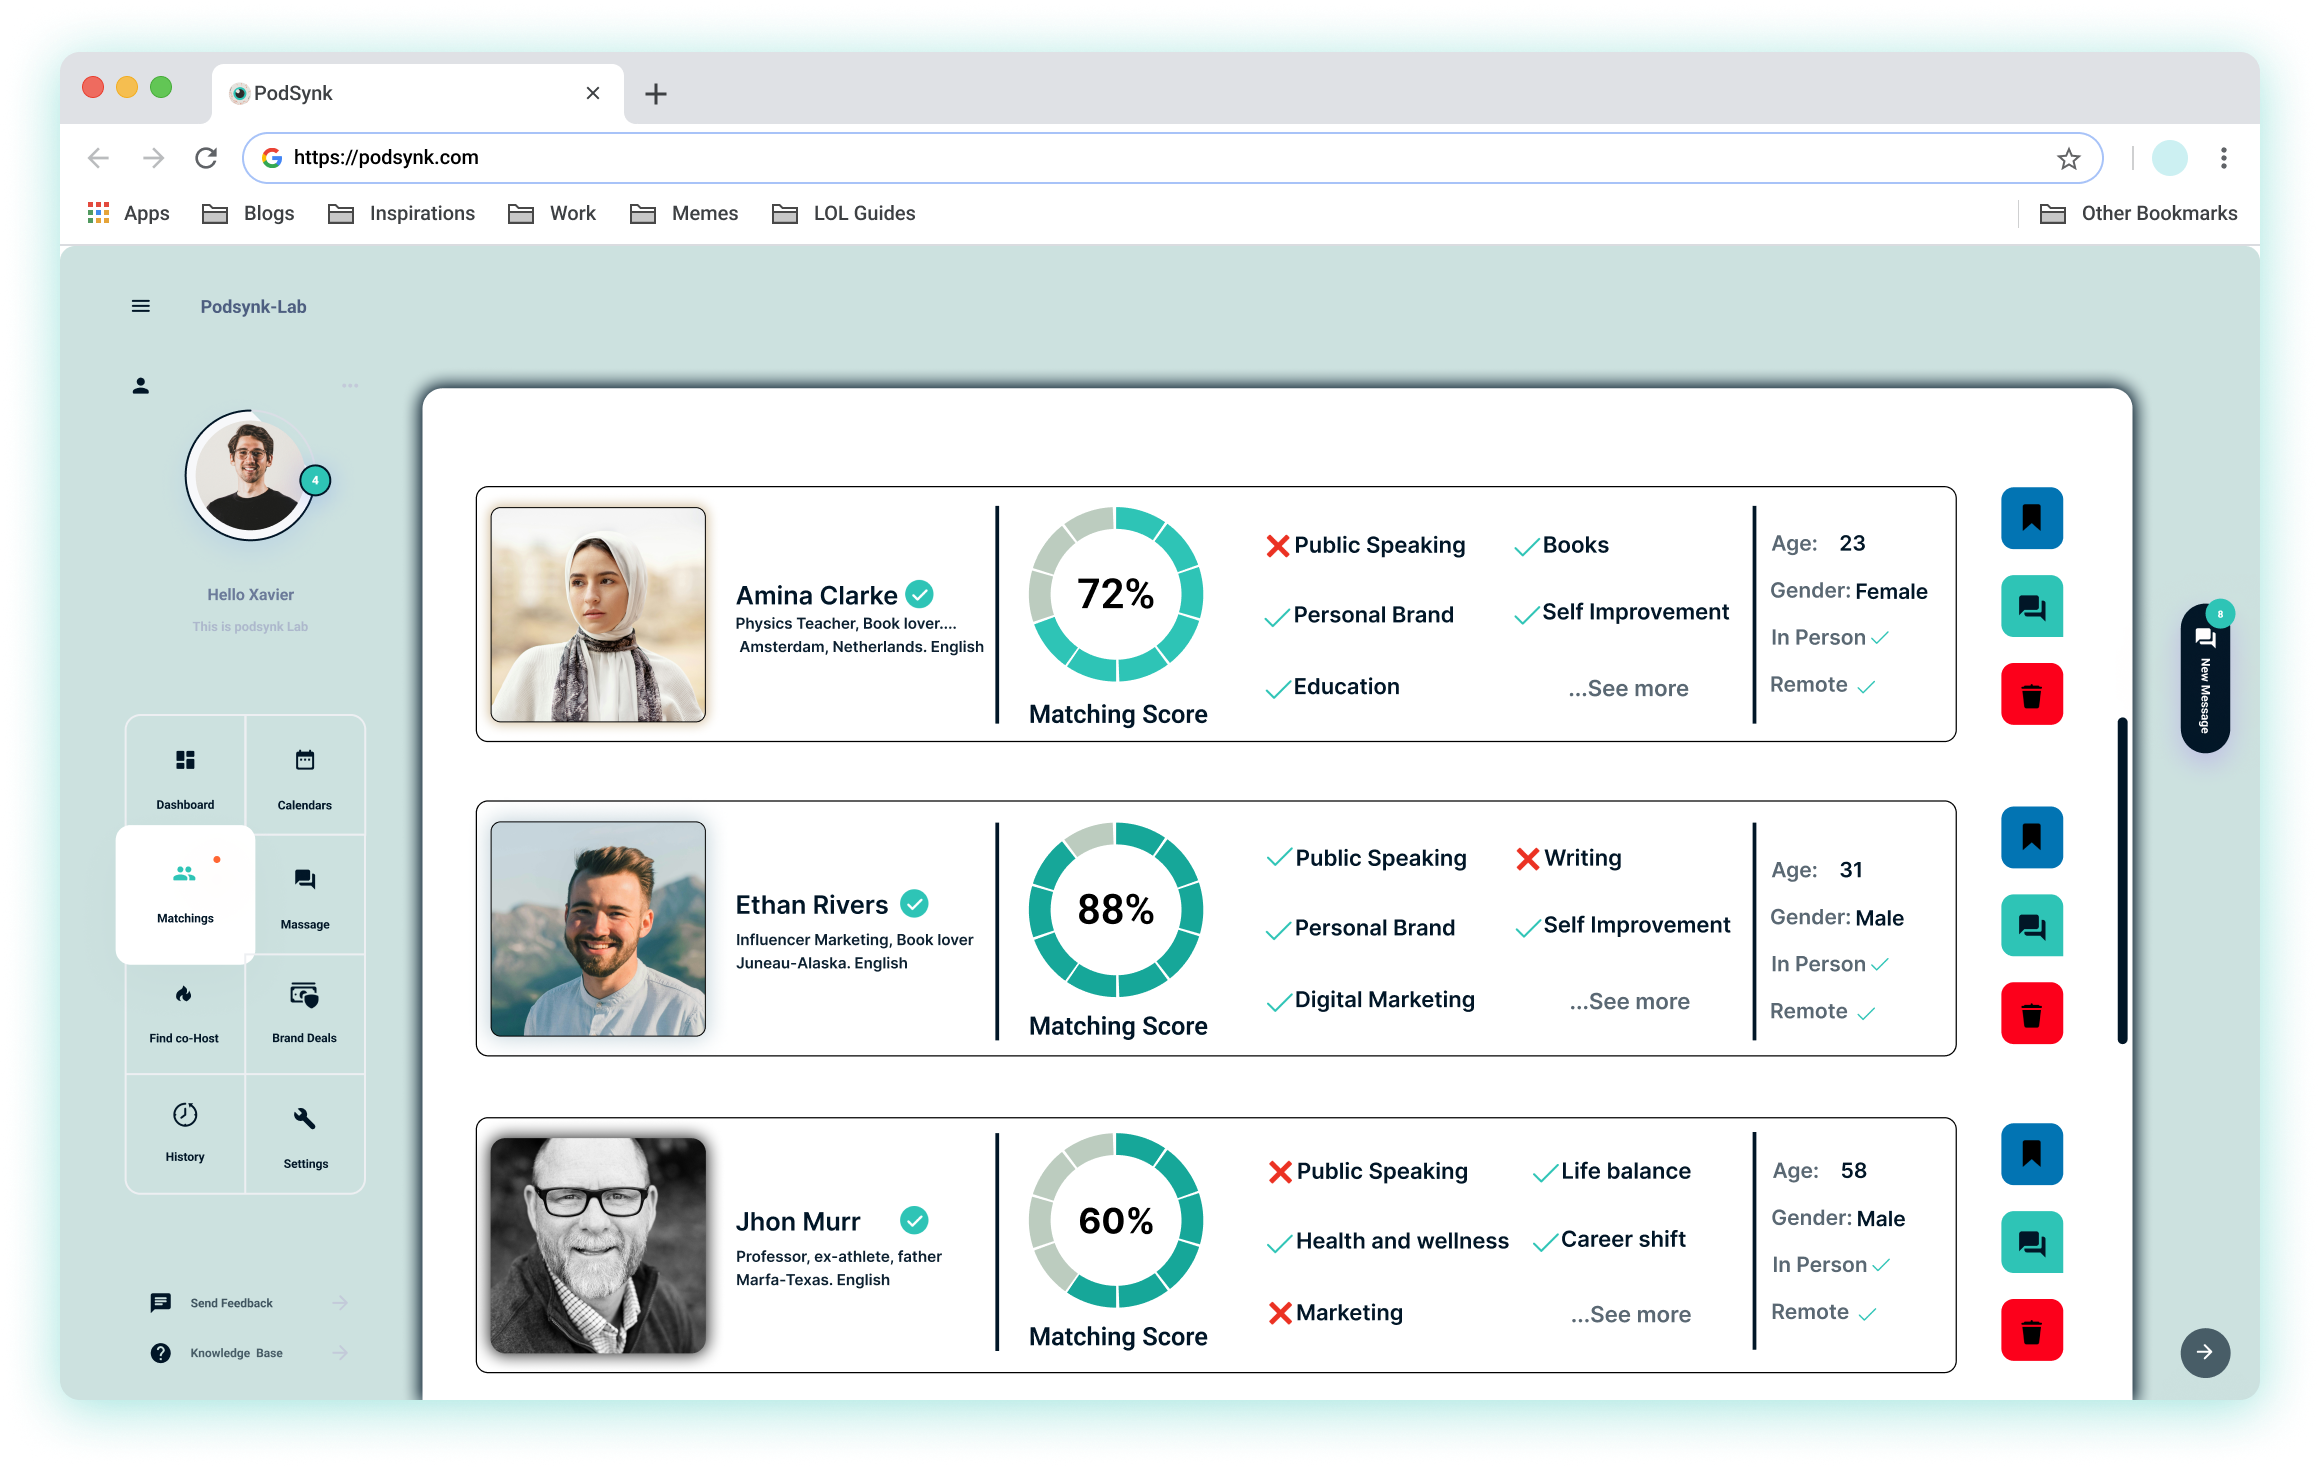 PodSynk
https://podsynk.com
Apps
Blogs
Inspirations
Work
Memes
LOL Guides
Other Bookmarks
Podsynk-Lab
4
Hello Xavier
This is podsynk Lab
Dashboard
Calendars
Matchings
Massage
Find co-Host
Brand Deals
History
Settings
Send Feedback
Knowledge Base
Amina Clarke
Physics Teacher, Book lover....
Amsterdam, Netherlands. English
72%
Matching Score
Public Speaking
Books
Personal Brand
Self Improvement
Education
...See more
Age: 23
Gender: Female
In Person
Remote
Ethan Rivers
Influencer Marketing, Book lover
Juneau-Alaska. English
88%
Matching Score
Public Speaking
Writing
Personal Brand
Self Improvement
Digital Marketing
...See more
Age: 31
Gender: Male
In Person
Remote
Jhon Murr
Professor, ex-athlete, father
Marfa-Texas. English
60%
Matching Score
Public Speaking
Life balance
Health and wellness
Career shift
Marketing
...See more
Age: 58
Gender: Male
In Person
Remote
8
New Message